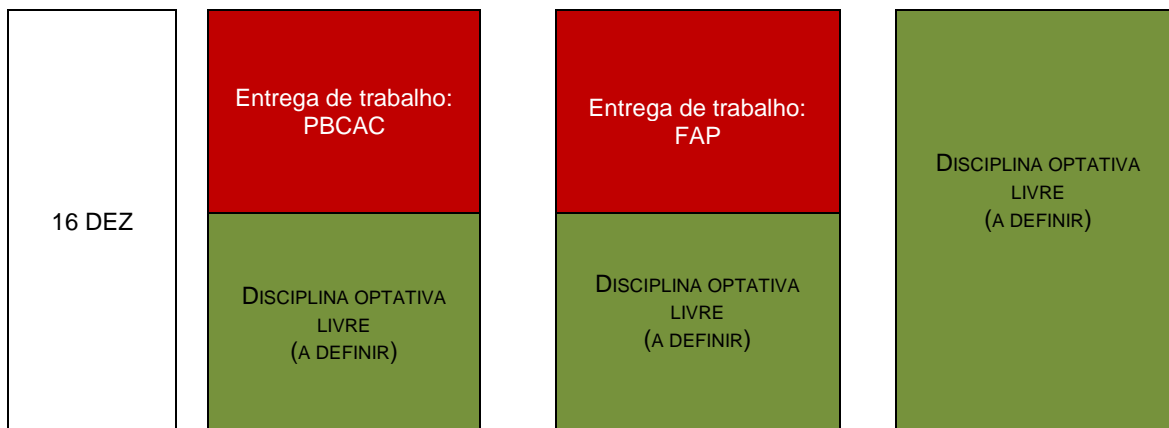 16 DEZ
Entrega de trabalho:
PBCAC
DISCIPLINA OPTATIVA
LIVRE
(A DEFINIR)
Entrega de trabalho:
FAP
DISCIPLINA OPTATIVA
LIVRE
(A DEFINIR)
DISCIPLINA OPTATIVA
LIVRE
(A DEFINIR)